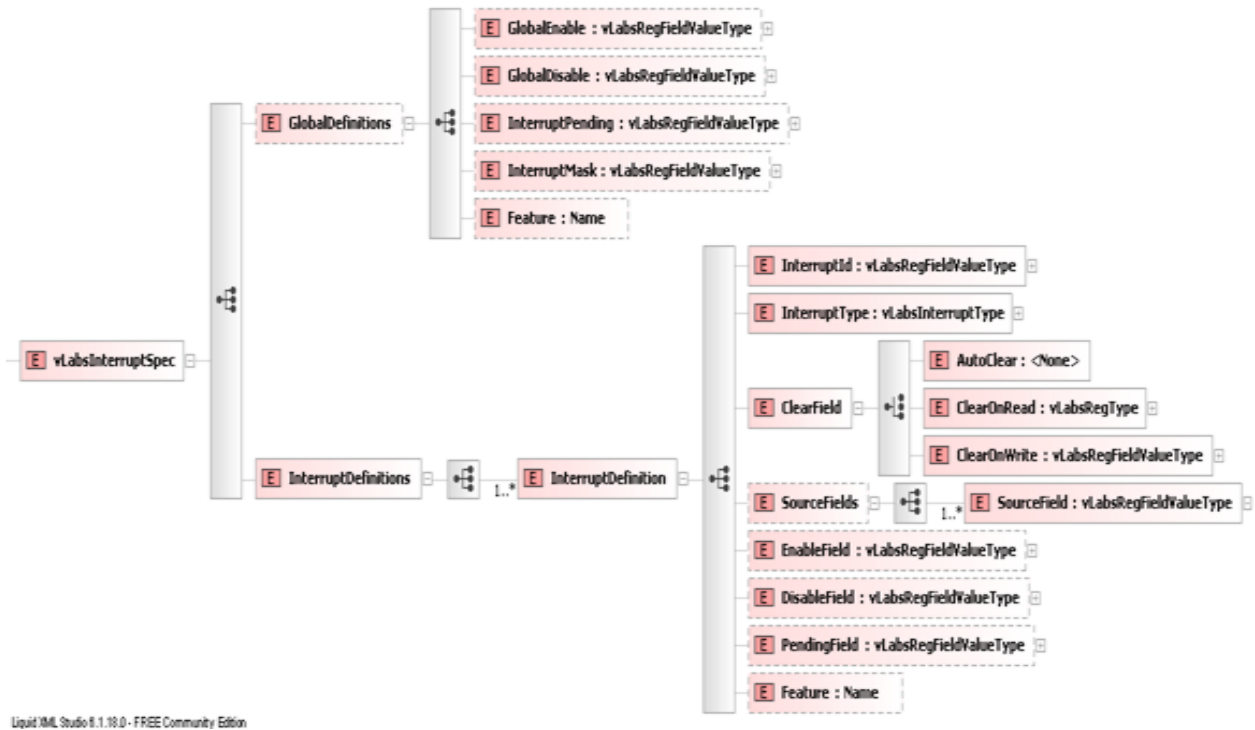 E GlobalEnable : vLabsRegFieldValueType
E GlobalDisable : vLabsRegFieldValueType
E GlobalDefinitions
E InterruptPending : vLabsRegFieldValueType
E InterruptMask : vLabsRegFieldValueType
E Feature : Name
E InterruptId : vLabsRegFieldValueType
E InterruptType : vLabsInterruptType
E vLabsInterruptSpec
E AutoClear : <None>
E ClearField
E ClearOnRead : vLabsRegType
E ClearOnWrite : vLabsRegFieldValueType
E InterruptDefinitions
1..*
E InterruptDefinition
E SourceFields
1..*
E SourceField : vLabsRegFieldValueType
E EnableField : vLabsRegFieldValueType
E DisableField : vLabsRegFieldValueType
E PendingField : vLabsRegFieldValueType
E Feature : Name
Liquid XML Studio 6.1.18.0 - FREE Community Edition